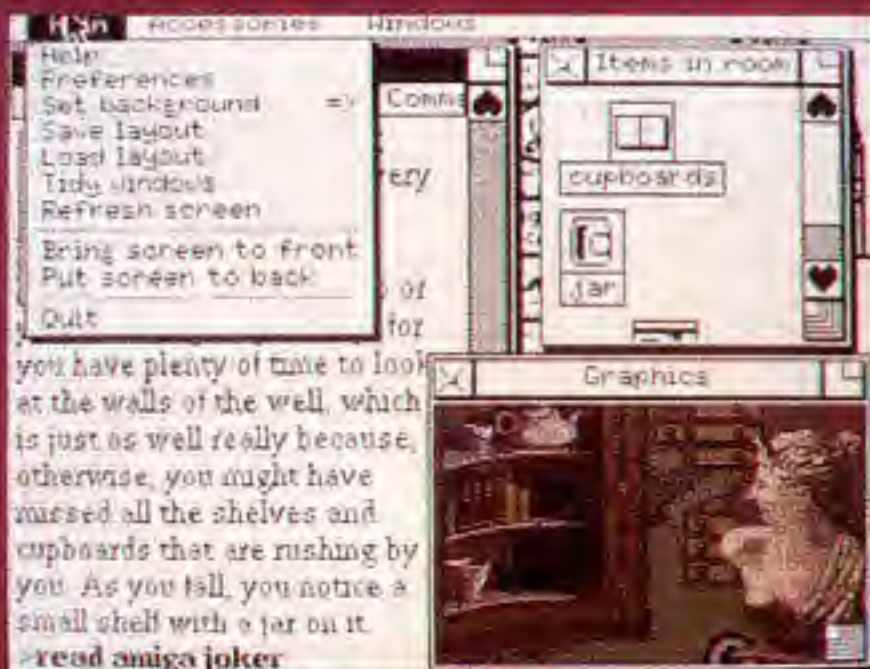 Accessories Windows
Help
Preferences
Set background =>
Save layout
Load layout
Tidy windows
Refresh screen
Bring screen to front
Put screen to back
Quit
Comma
ery
of
for
you have plenty of time to look
at the walls of the well, which
is just as well really because,
otherwise, you might have
missed all the shelves and
cupboards that are rushing by
you. As you fall, you notice a
small shelf with a jar on it.
>read amiga joker
Items in room
cupboards
jar
Graphics